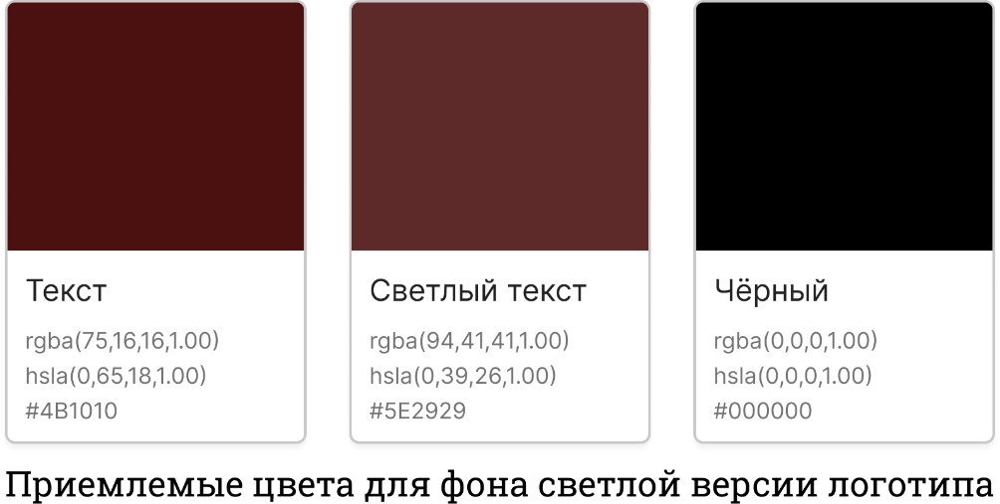 Текст
rgba(75,16,16,1.00)
hsla(0,65,18,1.00)
#4B1010
Светлый текст
rgba(94,41,41,1.00)
hsla(0,39,26,1.00)
#5E2929
Чёрный
rgba(0,0,0,1.00)
hsla(0,0,0,1.00)
#000000
Приемлемые цвета для фона светлой версии логотипа